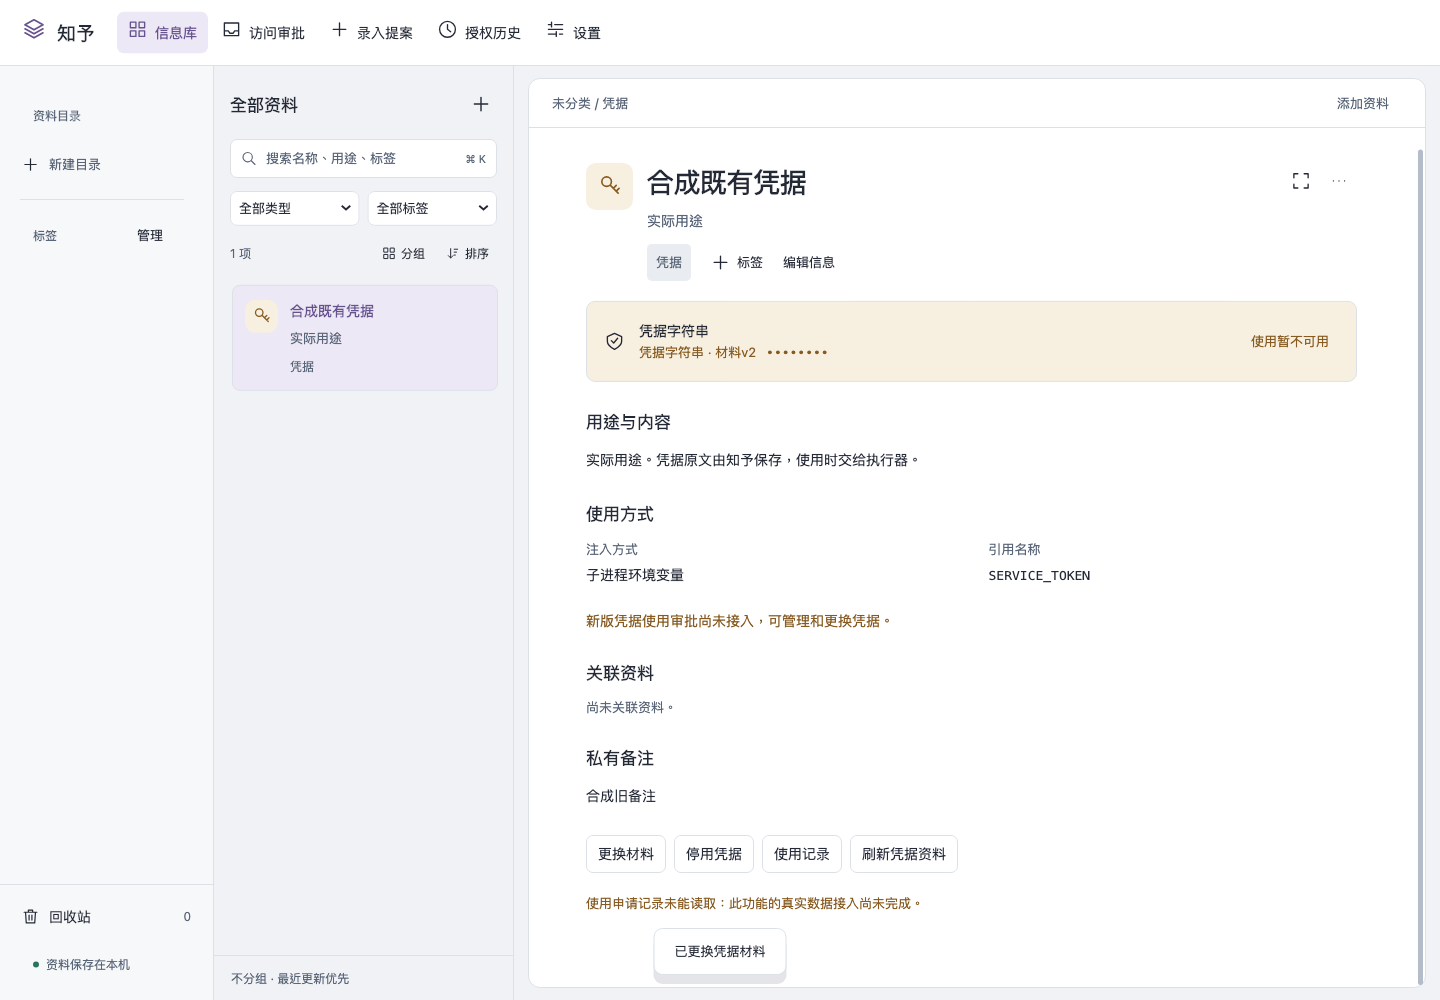 知予
信息库
访问审批
录入提案
授权历史
设置
资料目录
新建目录
标签
管理
回收站
0
资料保存在本机
全部资料
搜索名称、用途、标签
⌘ K
全部类型
全部标签
1 项
分组
排序
合成既有凭据
实际用途
凭据
不分组 · 最近更新优先
未分类 / 凭据
添加资料
合成既有凭据
···
实际用途
凭据
标签
编辑信息
凭据字符串
凭据字符串 · 材料v2 ••••••••
使用暂不可用
用途与内容
实际用途。凭据原文由知予保存，使用时交给执行器。
使用方式
注入方式
引用名称
子进程环境变量
SERVICE_TOKEN
新版凭据使用审批尚未接入，可管理和更换凭据。
关联资料
尚未关联资料。
私有备注
合成旧备注
更换材料
停用凭据
使用记录
刷新凭据资料
使用申请记录未能读取：此功能的真实数据接入尚未完成。
已更换凭据材料